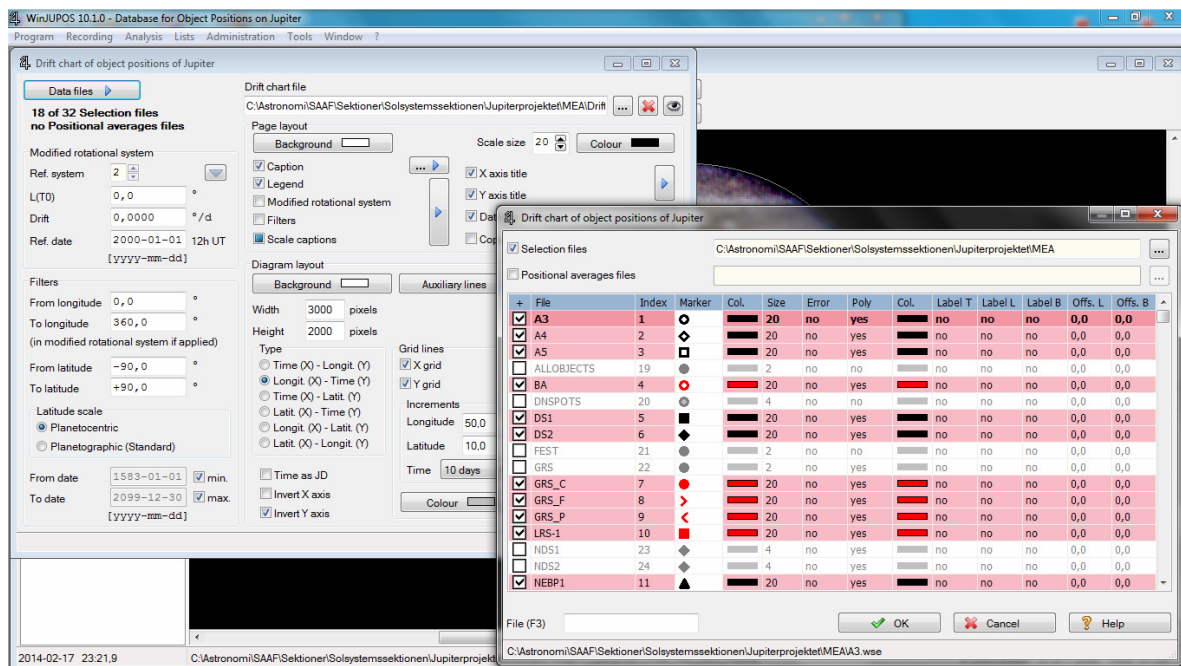 WinJUPOS 10.1.0 - Database for Object Positions on Jupiter
Program Recording Analysis Lists Administration Tools Window ?
Drift chart of object positions of Jupiter
Data files
18 of 32 Selection files
no Positional averages files
Modified rotational system
Ref. system 2
L(T0) 0,0 °
Drift 0,0000 °/d
Ref. date 2000-01-01 12h UT
[yyyy-mm-dd]
Filters
From longitude 0,0 °
To longitude 360,0 °
(in modified rotational system if applied)
From latitude -90,0 °
To latitude +90,0 °
Latitude scale
Planetocentric
Planetographic (Standard)
From date 1583-01-01 min.
To date 2099-12-30 max.
[yyyy-mm-dd]
Drift chart file
C:\Astronomi\SAAF\Sektioner\Solsystemssektionen\Jupiterprojektet\MEA\Drift ...
Page layout
Background
Scale size 20 Colour
Caption ...
Legend
Modified rotational system
Filters
Scale captions
X axis title
Y axis title
Dat
Cop
Diagram layout
Background Auxiliary lines
Width 3000 pixels
Height 2000 pixels
Type
Time (X) - Longit. (Y)
Longit. (X) - Time (Y)
Time (X) - Latit. (Y)
Latit. (X) - Time (Y)
Longit. (X) - Latit. (Y)
Latit. (X) - Longit. (Y)
Time as JD
Invert X axis
Invert Y axis
Grid lines
X grid
Y grid
Increments
Longitude 50,0
Latitude 10,0
Time 10 days
Colour
Drift chart of object positions of Jupiter
Selection files C:\Astronomi\SAAF\Sektioner\Solsystemssektionen\Jupiterprojektet\MEA ...
Positional averages files ...
+ File Index Marker Col. Size Error Poly Col. Label T Label L Label B Offs. L Offs. B
A3 1 20 no yes no no no 0,0 0,0
A4 2 20 no yes no no no 0,0 0,0
A5 3 20 no yes no no no 0,0 0,0
ALLOBJECTS 19 2 no no no no no 0,0 0,0
BA 4 20 no yes no no no 0,0 0,0
DNSPOTS 20 4 no no no no no 0,0 0,0
DS1 5 20 no yes no no no 0,0 0,0
DS2 6 20 no yes no no no 0,0 0,0
FEST 21 2 no no no no no 0,0 0,0
GRS 22 2 no yes no no no 0,0 0,0
GRS_C 7 20 no yes no no no 0,0 0,0
GRS_F 8 20 no yes no no no 0,0 0,0
GRS_P 9 20 no yes no no no 0,0 0,0
LRS-1 10 20 no yes no no no 0,0 0,0
NDS1 23 4 no yes no no no 0,0 0,0
NDS2 24 4 no yes no no no 0,0 0,0
NEBP1 11 20 no yes no no no 0,0 0,0
File (F3) OK Cancel Help
C:\Astronomi\SAAF\Sektioner\Solsystemssektionen\Jupiterprojektet\MEA\A3.wse
2014-02-17 23:21,9 C:\Astronomi\SAAF\Sektioner\Solsystemssektionen\Jupiterprojekt